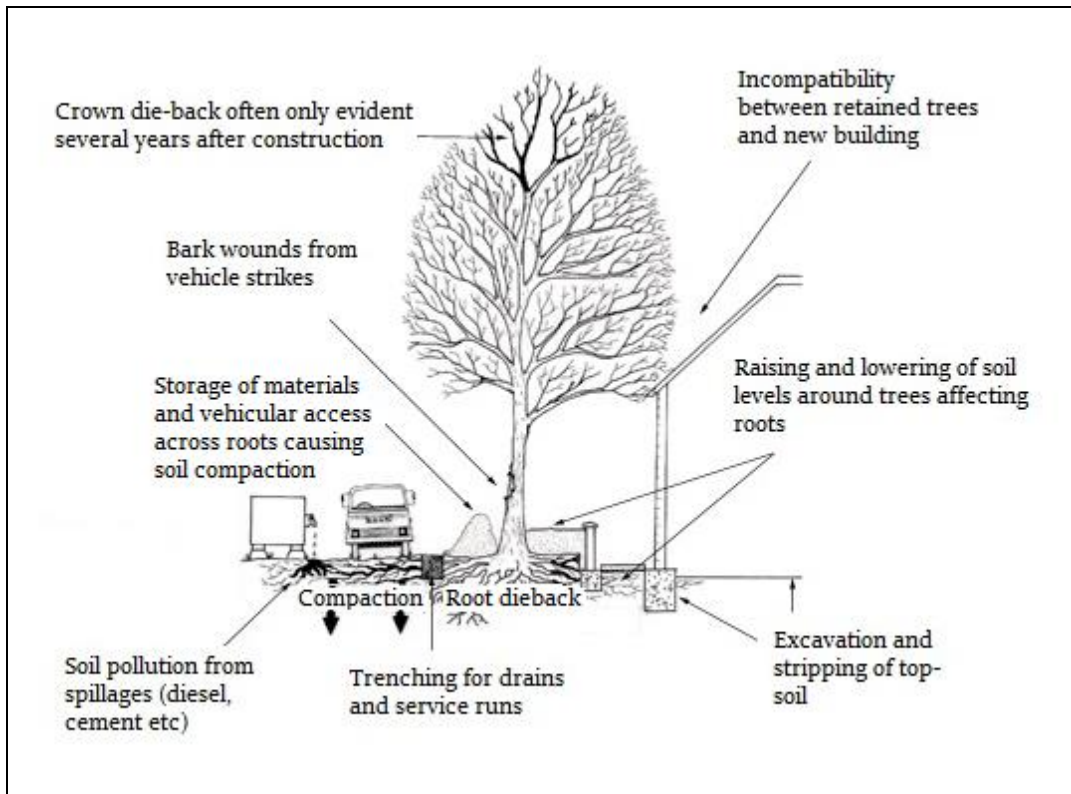 Crown die-back often only evident
several years after construction
Incompatibility
between retained trees
and new building
Bark wounds from
vehicle strikes
Storage of materials
and vehicular access
across roots causing
soil compaction
Raising and lowering of soil
levels around trees affecting
roots
Compaction
Root dieback
Soil pollution from
spillages (diesel,
cement etc)
Trenching for drains
and service runs
Excavation and
stripping of top-
soil